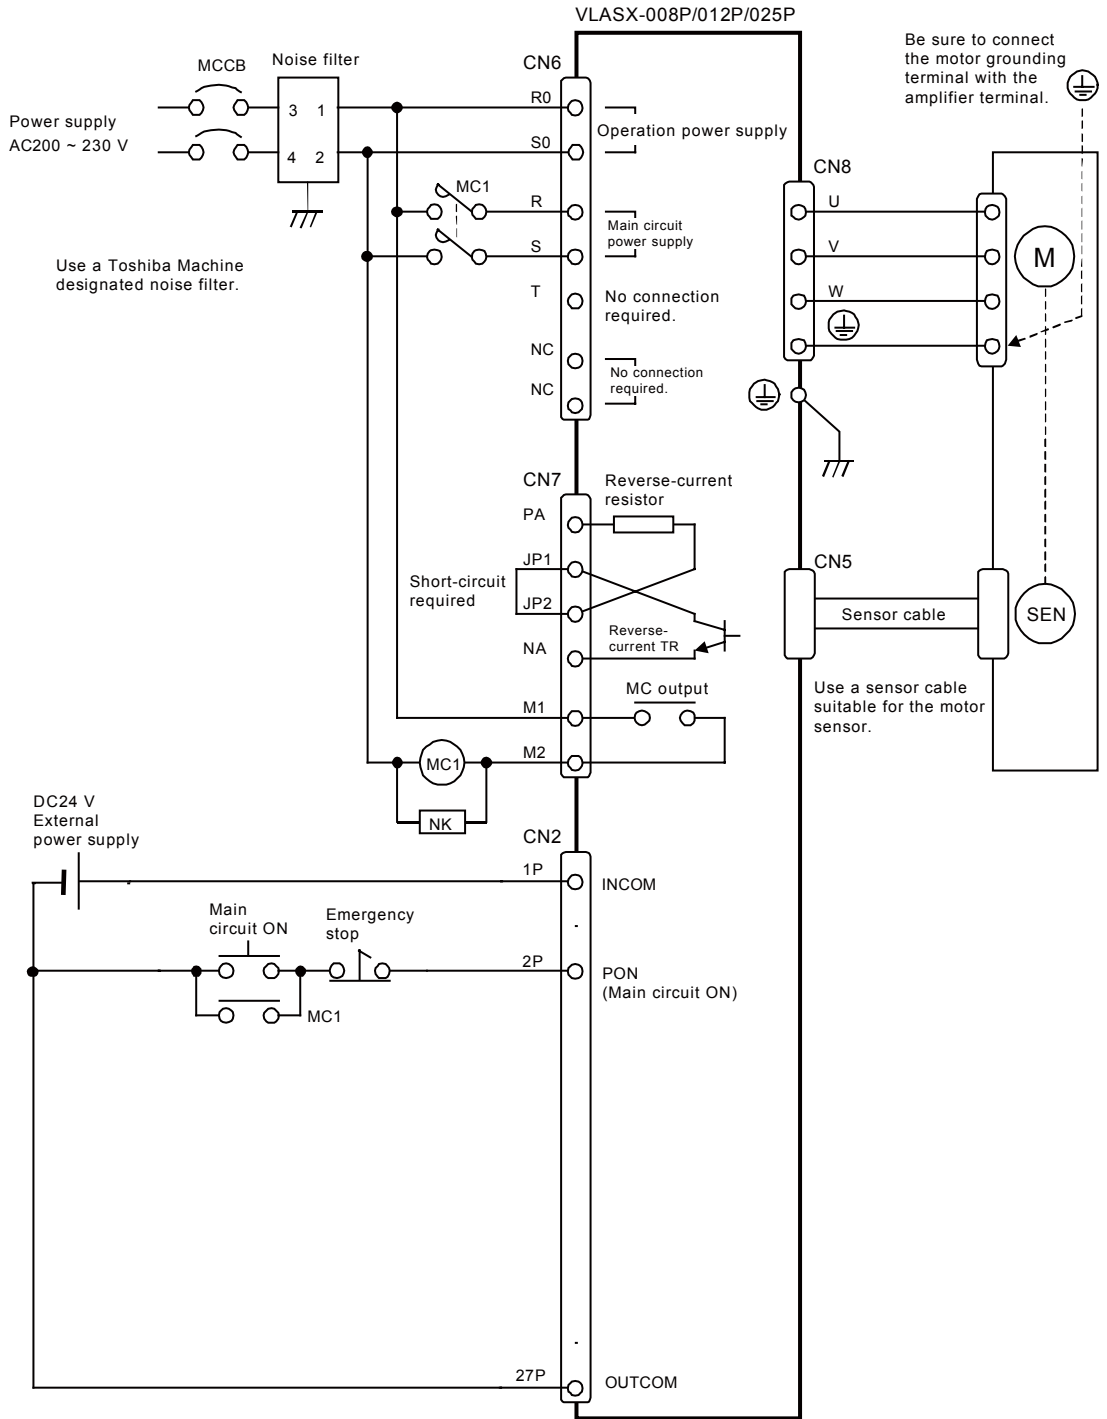 VLASX-008P/012P/025P
Be sure to connect
the motor grounding
terminal with the
amplifier terminal.
MCCB
Noise filter
CN6
Power supply
AC200 ~ 230 V
3 1
4 2
R0
S0
Operation power supply
MC1
R
S
Main circuit
power supply
T
No connection
required.
NC
NC
No connection
required.
Use a Toshiba Machine
designated noise filter.
CN8
U
V
W
M
CN7
Reverse-current
resistor
PA
JP1
JP2
Short-circuit
required
NA
Reverse-
current TR
M1
MC output
M2
MC1
NK
CN5
Sensor cable
SEN
Use a sensor cable
suitable for the motor
sensor.
DC24 V
External
power supply
CN2
1P
INCOM
Main
circuit ON
Emergency
stop
2P
PON
(Main circuit ON)
MC1
27P
OUTCOM